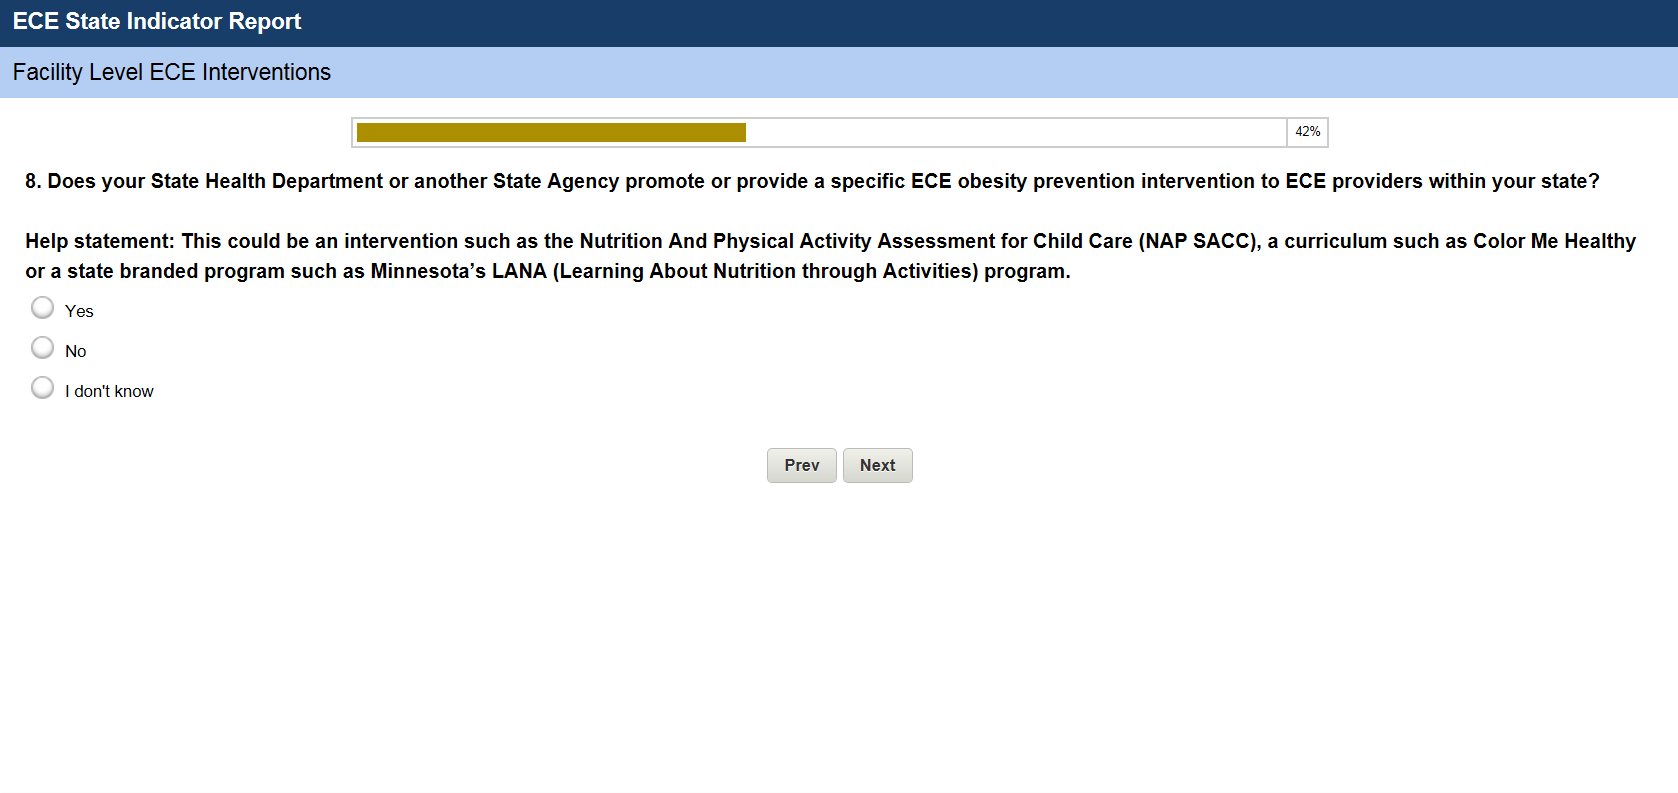 ECE State Indicator Report
Facility Level ECE Interventions
42%
8. Does your State Health Department or another State Agency promote or provide a specific ECE obesity prevention intervention to ECE providers within your state?
Help statement: This could be an intervention such as the Nutrition And Physical Activity Assessment for Child Care (NAP SACC), a curriculum such as Color Me Healthy
or a state branded program such as Minnesota’s LANA (Learning About Nutrition through Activities) program.
Yes
No
I don't know
Prev Next